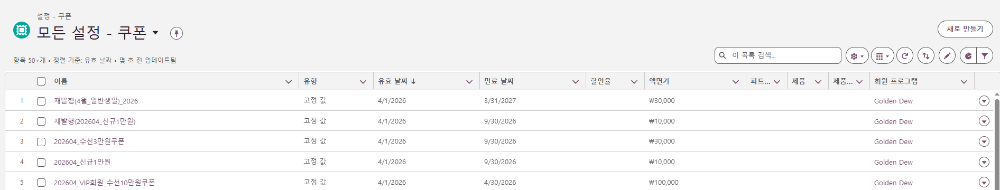 설정 - 쿠폰
모든 설정 - 쿠폰
새로 만들기
항목 50+개 • 정렬 기준: 유효 날짜 • 몇 초 전 업데이트됨
이 목록 검색...
이름 유형 유효 날짜 ↓ 만료 날짜 할인율 액면가 파트... 제품 제품... 회원 프로그램
1 재발행(4월_일반생일)_2026 고정 값 4/1/2026 3/31/2027 ₩30,000 Golden Dew
2 재발행(202604_신규1만원) 고정 값 4/1/2026 9/30/2026 ₩10,000 Golden Dew
3 202604_수선3만원쿠폰 고정 값 4/1/2026 9/30/2026 ₩30,000 Golden Dew
4 202604_신규1만원 고정 값 4/1/2026 9/30/2026 ₩10,000 Golden Dew
5 202604_VIP회원_수선10만원쿠폰 고정 값 4/1/2026 4/30/2026 ₩100,000 Golden Dew